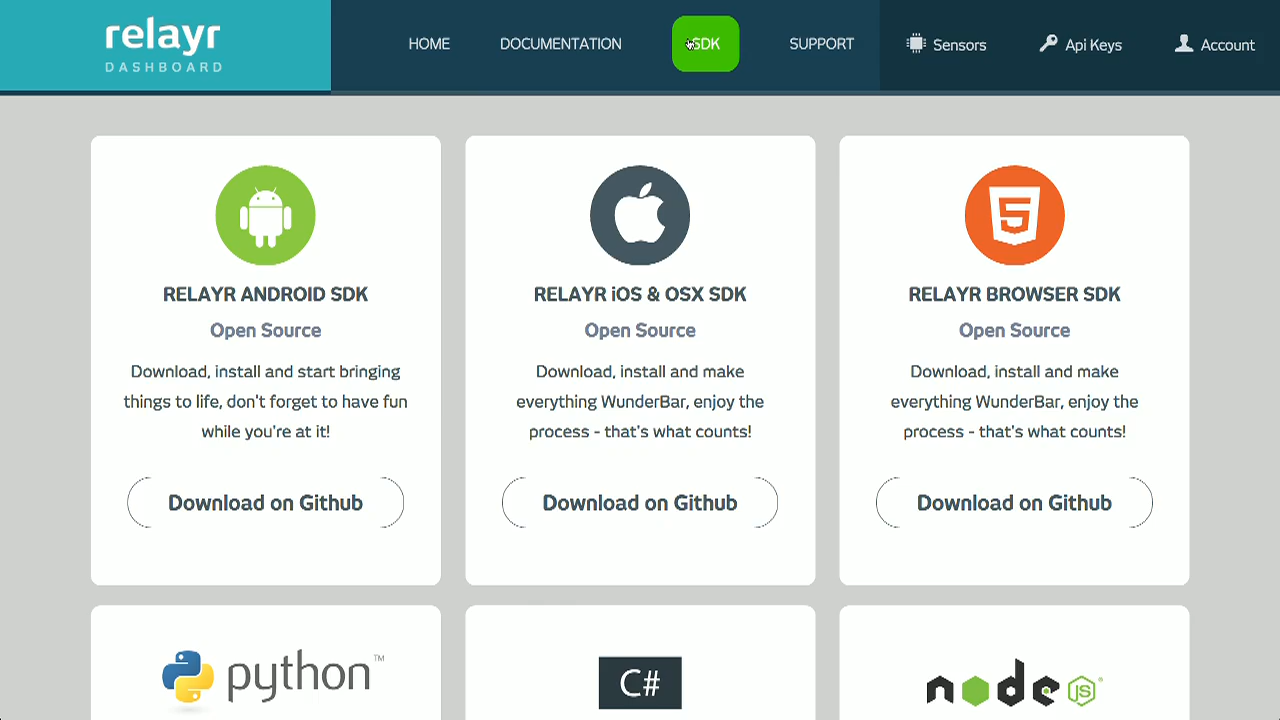 relayr
DASHBOARD
HOME
DOCUMENTATION
SDK
SUPPORT
Sensors
Api Keys
Account
RELAYR ANDROID SDK
Open Source
Download, install and start bringing
things to life, don't forget to have fun
while you're at it!
Download on Github
RELAYR iOS & OSX SDK
Open Source
Download, install and make
everything WunderBar, enjoy the
process - that's what counts!
Download on Github
RELAYR BROWSER SDK
Open Source
Download, install and make
everything WunderBar, enjoy the
process - that's what counts!
Download on Github
python™
C#
node
JS